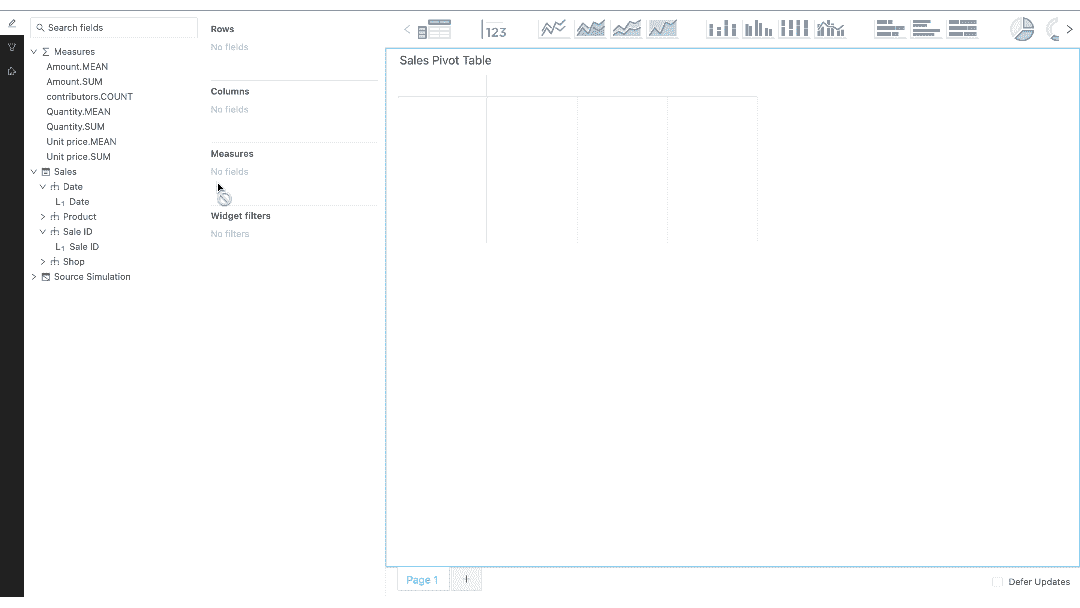 Search fields
Measures
Amount.MEAN
Amount.SUM
contributors.COUNT
Quantity.MEAN
Quantity.SUM
Unit price.MEAN
Unit price.SUM
Sales
Date
L1 Date
Product
Sale ID
L1 Sale ID
Shop
Source Simulation
Rows
No fields
Columns
No fields
Measures
No fields
Widget filters
No filters
123
Sales Pivot Table
Page 1 +
Defer Updates